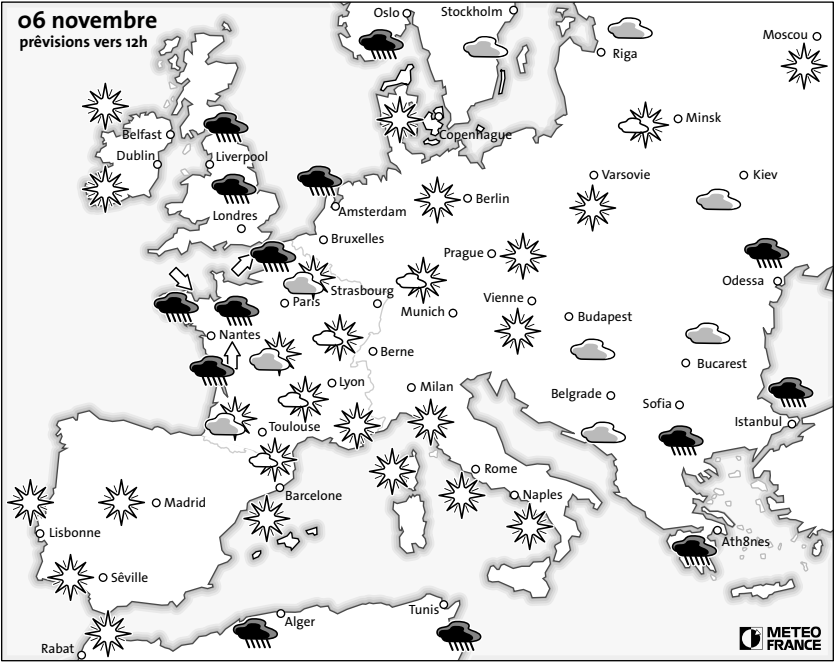 06 novembre
prêvisions vers 12h
Oslo
Stockholm
Moscou
Riga
Minsk
Belfast
Copenhague
Dublin
Liverpool
Varsovie
Kiev
Berlin
Amsterdam
Londres
Bruxelles
Prague
Odessa
Strasbourg
Paris
Vienne
Munich
Budapest
Nantes
Berne
Bucarest
Lyon
Milan
Belgrade
Sofia
Istanbul
Toulouse
Rome
Barcelone
Naples
Madrid
Lisbonne
Ath8nes
Sêville
Tunis
Alger
Rabat
METEO
FRANCE